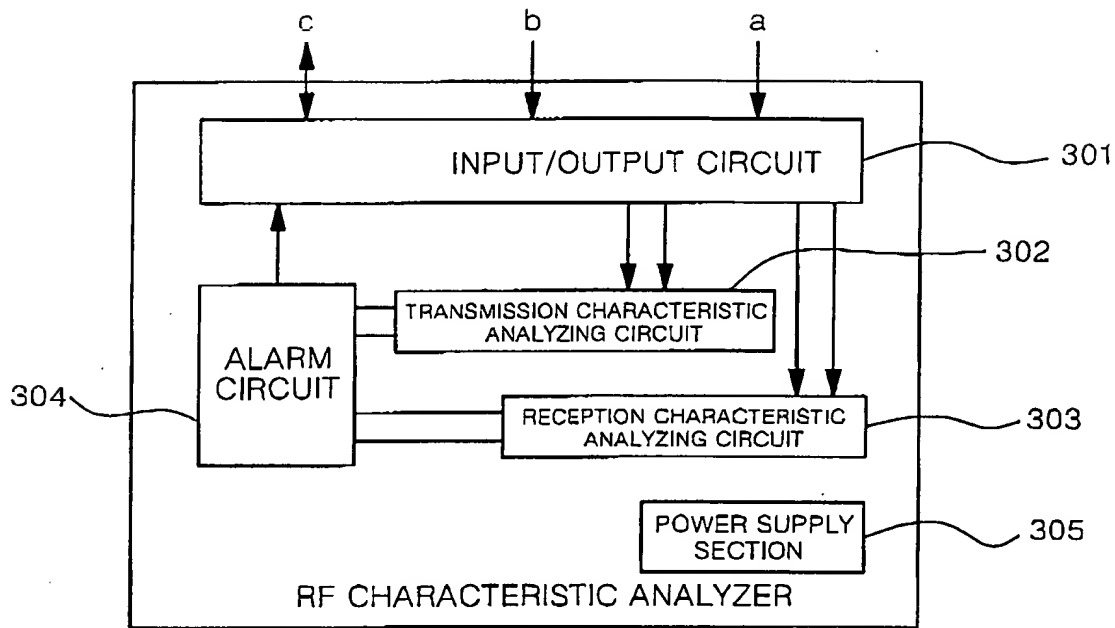 c b a
INPUT/OUTPUT CIRCUIT
301
302
TRANSMISSION CHARACTERISTIC
ANALYZING CIRCUIT
ALARM
CIRCUIT
304
RECEPTION CHARACTERISTIC
ANALYZING CIRCUIT
303
POWER SUPPLY
SECTION
305
RF CHARACTERISTIC ANALYZER